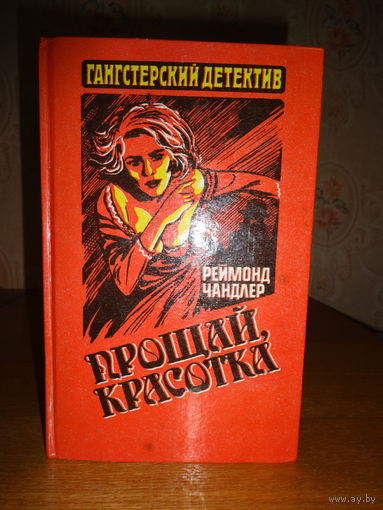 ГАНГСТЕРСКИЙ ДЕТЕКТИВ
РЕЙМОНД
ЧАНДЛЕР
ПРОЩАЙ,
КРАСОТКА
www.ay.by